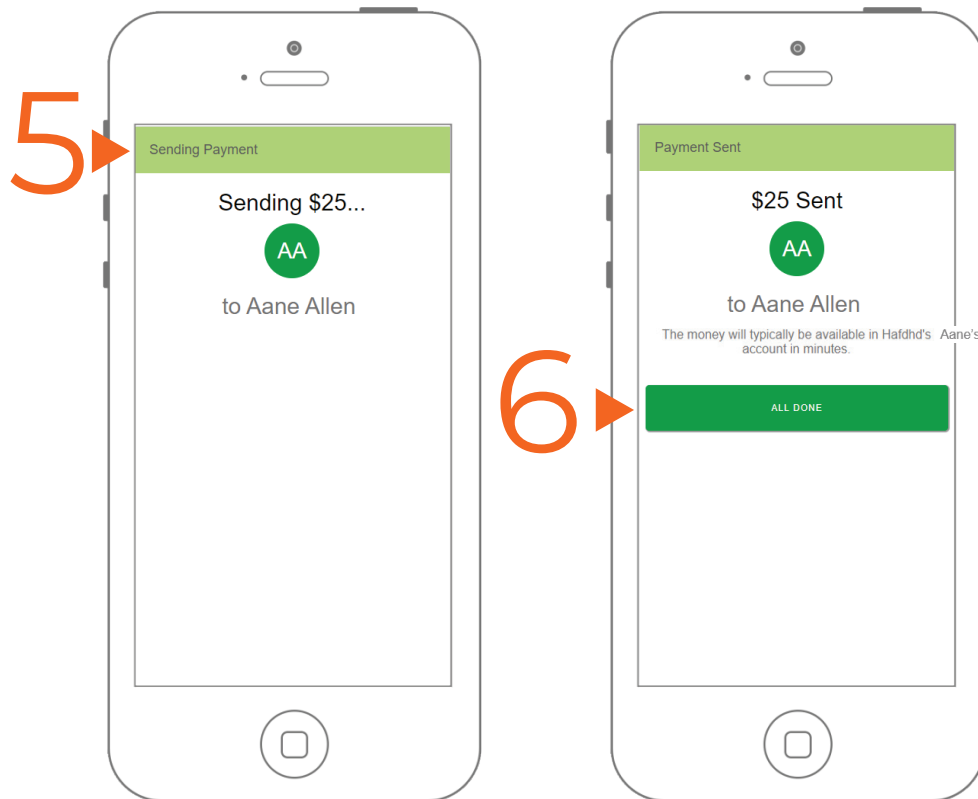 5
Sending Payment
Sending $25...
AA
to Aane Allen
6
Payment Sent
$25 Sent
AA
to Aane Allen
The money will typically be available in Hafdhd's Aane's
account in minutes.
ALL DONE